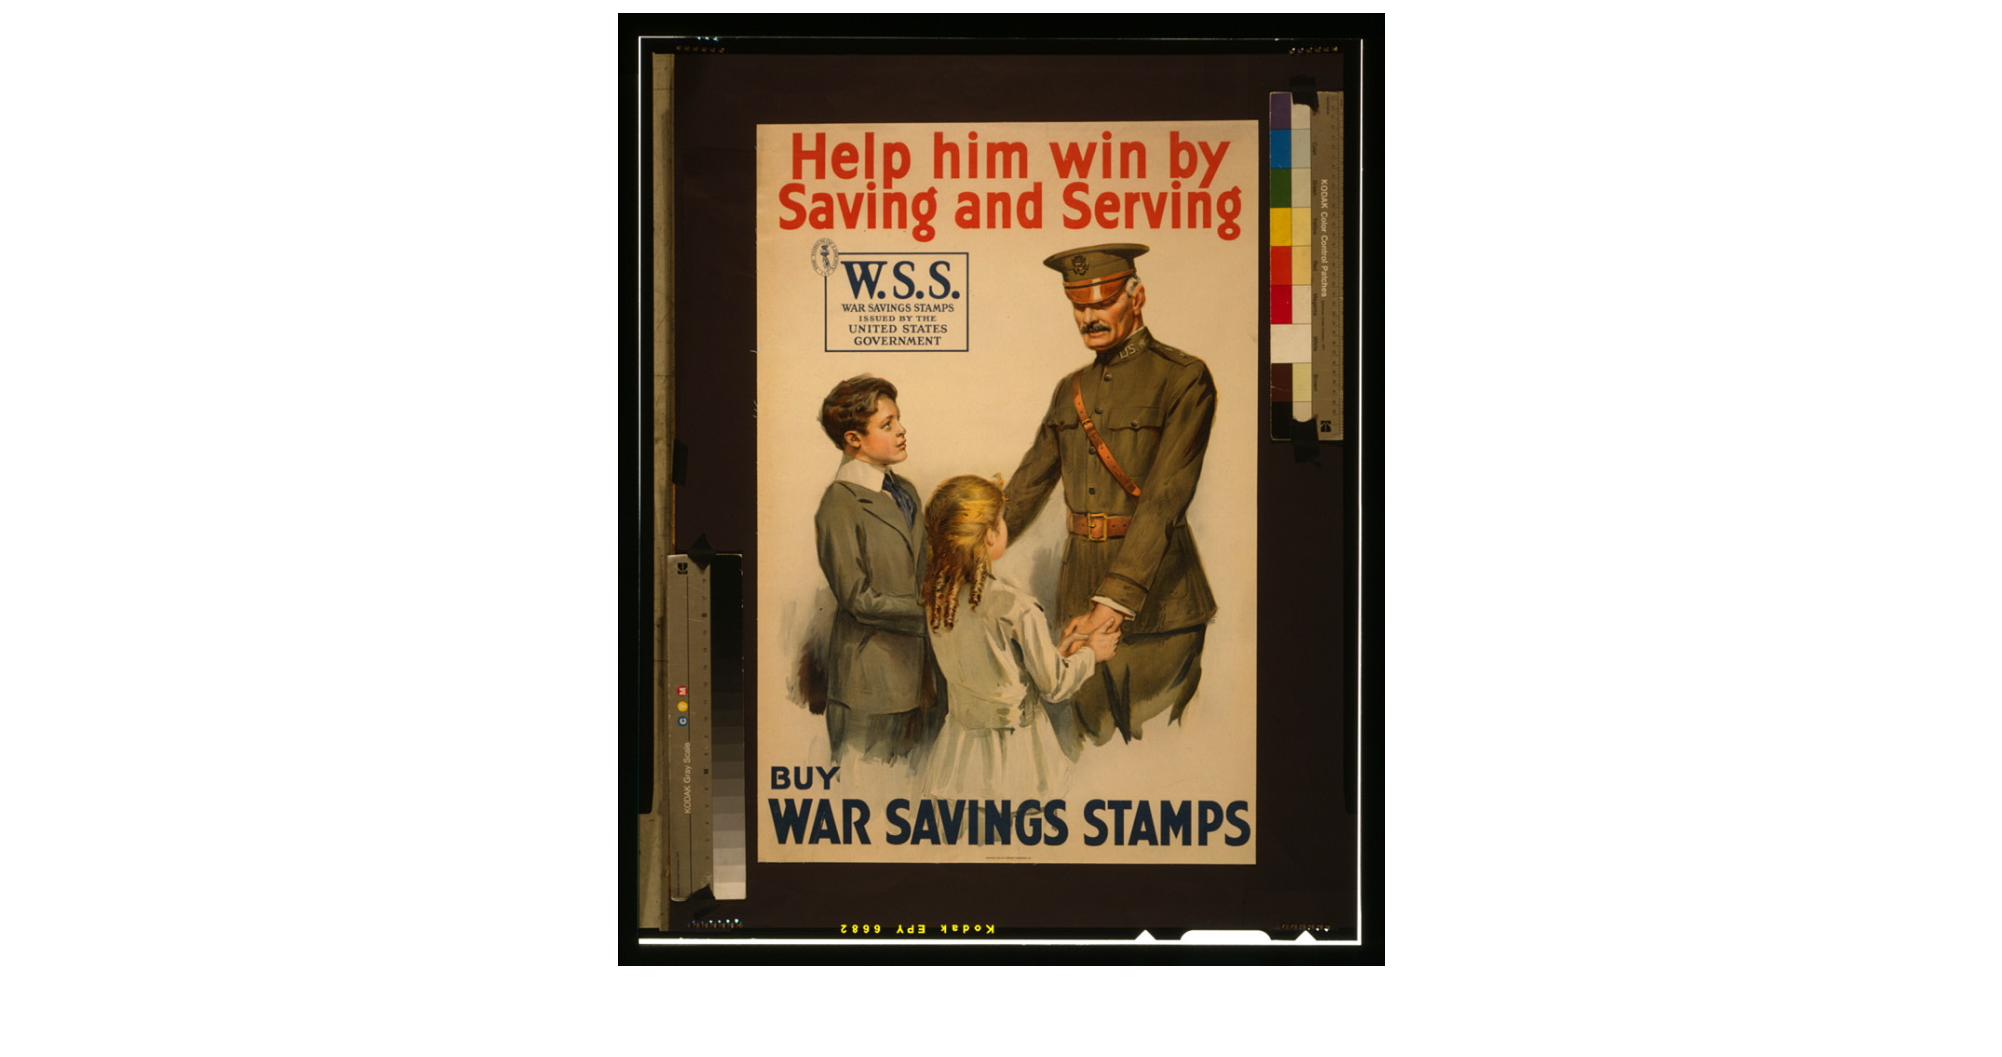 Help him win by
Saving and Serving
W.S.S.
WAR SAVINGS STAMPS
ISSUED BY THE
UNITED STATES
GOVERNMENT
US
BUY
WAR SAVINGS STAMPS
KODAK Color Control Patches
KODAK Gray Scale
C
Y
M
Kodak EPY 6682